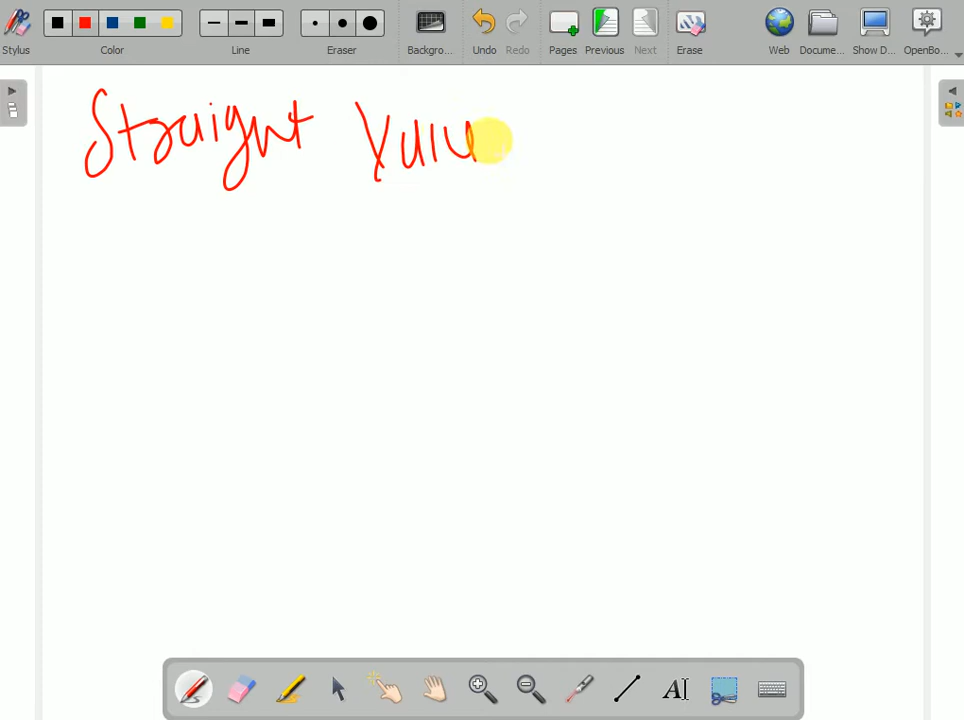 Stylus
Color
Line
Eraser
Backgro...
Undo
Redo
Pages
Previous
Next
Erase
Web
Docume...
Show D...
OpenBo...
Straight